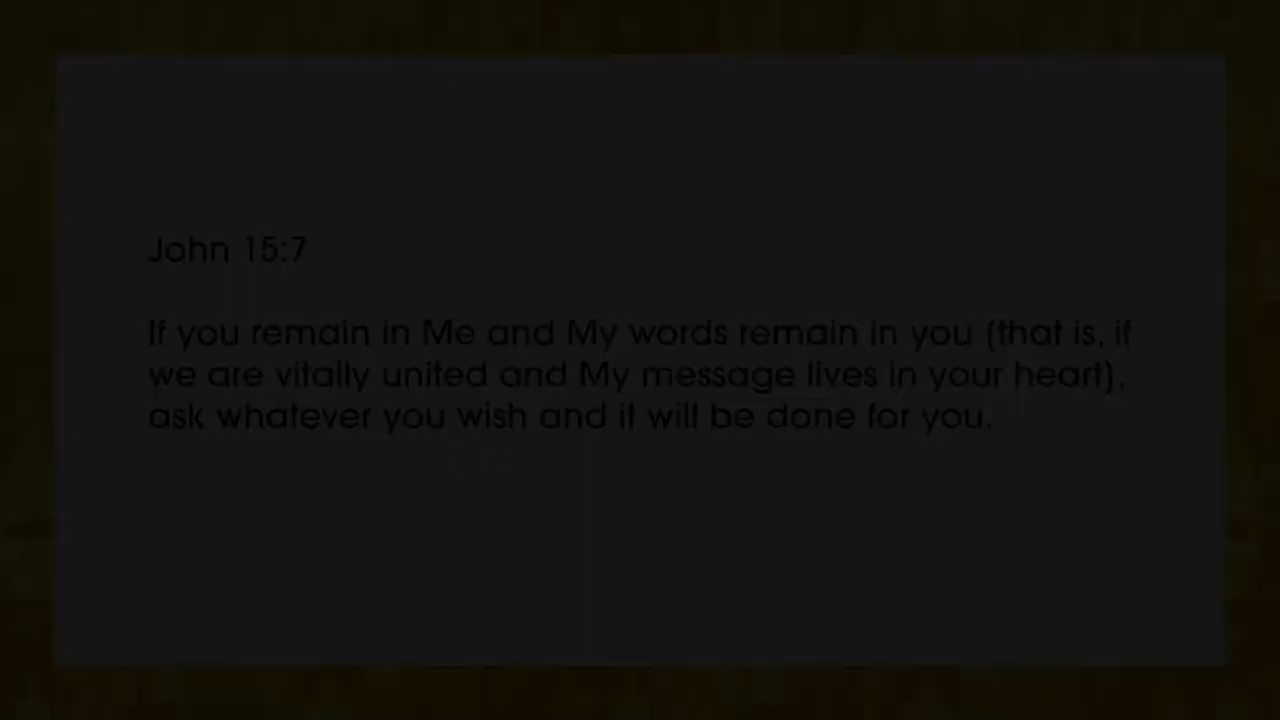 John 15:7
If you remain in Me and My words remain in you (that is, if
we are vitally united and My message lives in your heart),
ask whatever you wish and it will be done for you.